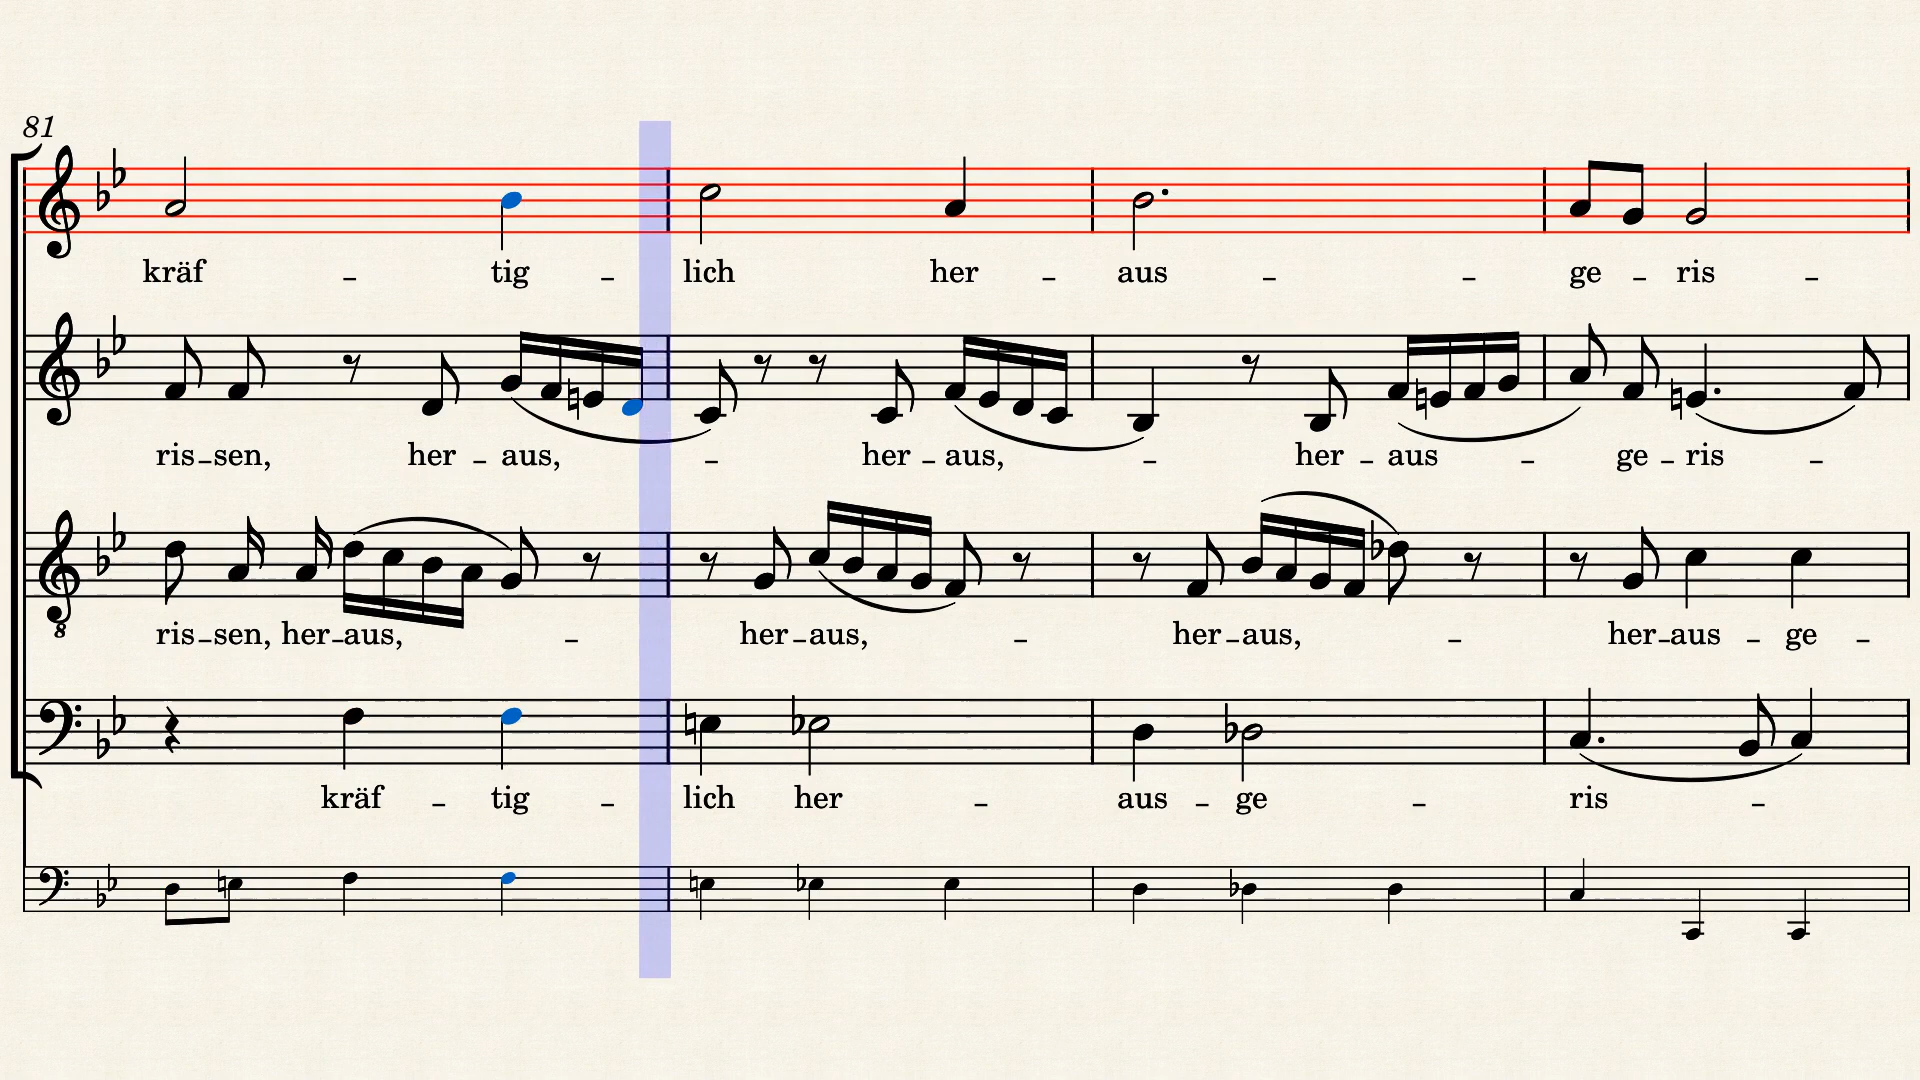 81
kräf - tig - lich her - aus - - ge - ris -
ris - sen, her - aus, - her - aus, - her - aus - ge - ris -
8
ris - sen, her - aus, - her - aus, - her - aus, - her - aus - ge -
kräf - tig - lich her - aus - ge - ris -